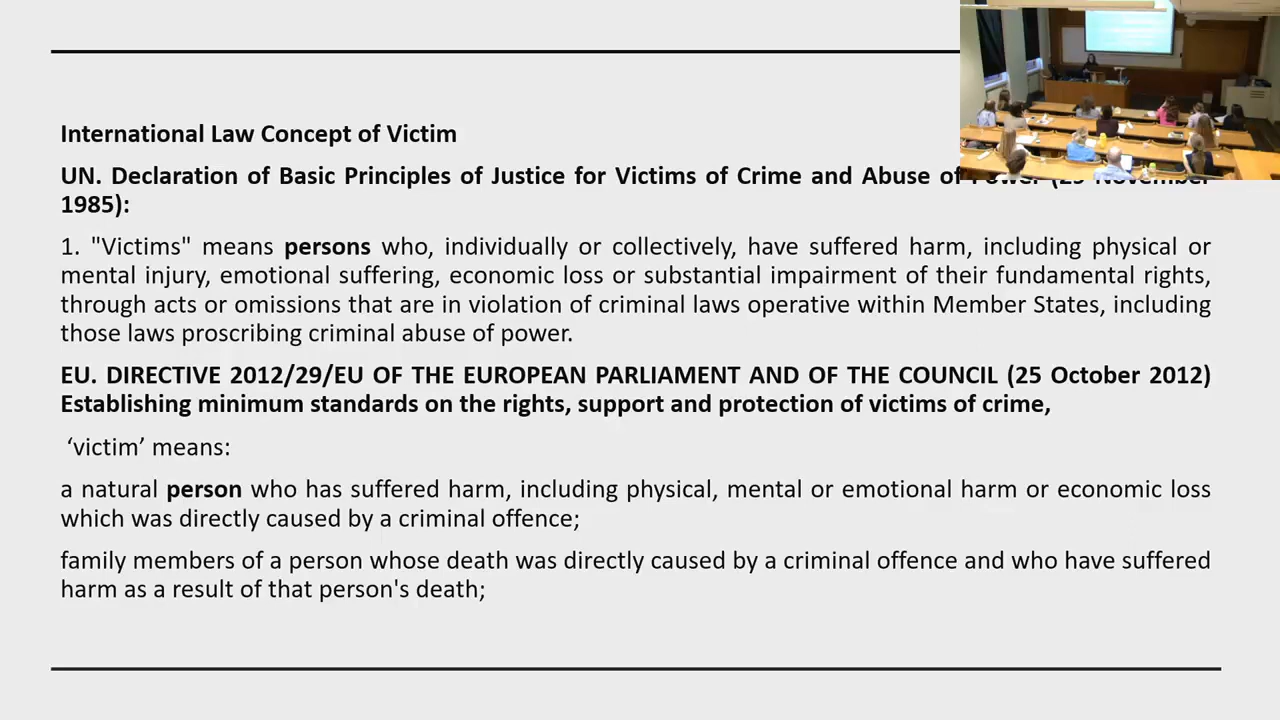 International Law Concept of Victim
UN. Declaration of Basic Principles of Justice for Victims of Crime and Abuse of Power (29 November
1985):
1. "Victims" means persons who, individually or collectively, have suffered harm, including physical or
mental injury, emotional suffering, economic loss or substantial impairment of their fundamental rights,
through acts or omissions that are in violation of criminal laws operative within Member States, including
those laws proscribing criminal abuse of power.
EU. DIRECTIVE 2012/29/EU OF THE EUROPEAN PARLIAMENT AND OF THE COUNCIL (25 October 2012)
Establishing minimum standards on the rights, support and protection of victims of crime,
‘victim’ means:
a natural person who has suffered harm, including physical, mental or emotional harm or economic loss
which was directly caused by a criminal offence;
family members of a person whose death was directly caused by a criminal offence and who have suffered
harm as a result of that person's death;